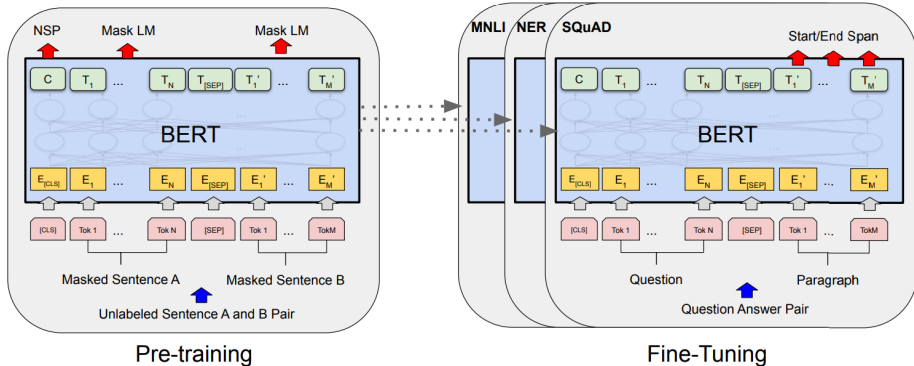 NSP Mask LM Mask LM
C T1 ... TN T[SEP] T1' ... TM'
BERT
E[CLS] E1 ... EN E[SEP] E1' ... EM'
[CLS] Tok 1 ... Tok N [SEP] Tok 1 ... TokM
Masked Sentence A Masked Sentence B
Unlabeled Sentence A and B Pair
Pre-training
MNLI NER SQuAD
Start/End Span
C T1 ... TN T[SEP] T1' ... TM'
BERT
E[CLS] E1 ... EN E[SEP] E1' ... EM'
[CLS] Tok 1 ... Tok N [SEP] Tok 1 ... TokM
Question Paragraph
Question Answer Pair
Fine-Tuning